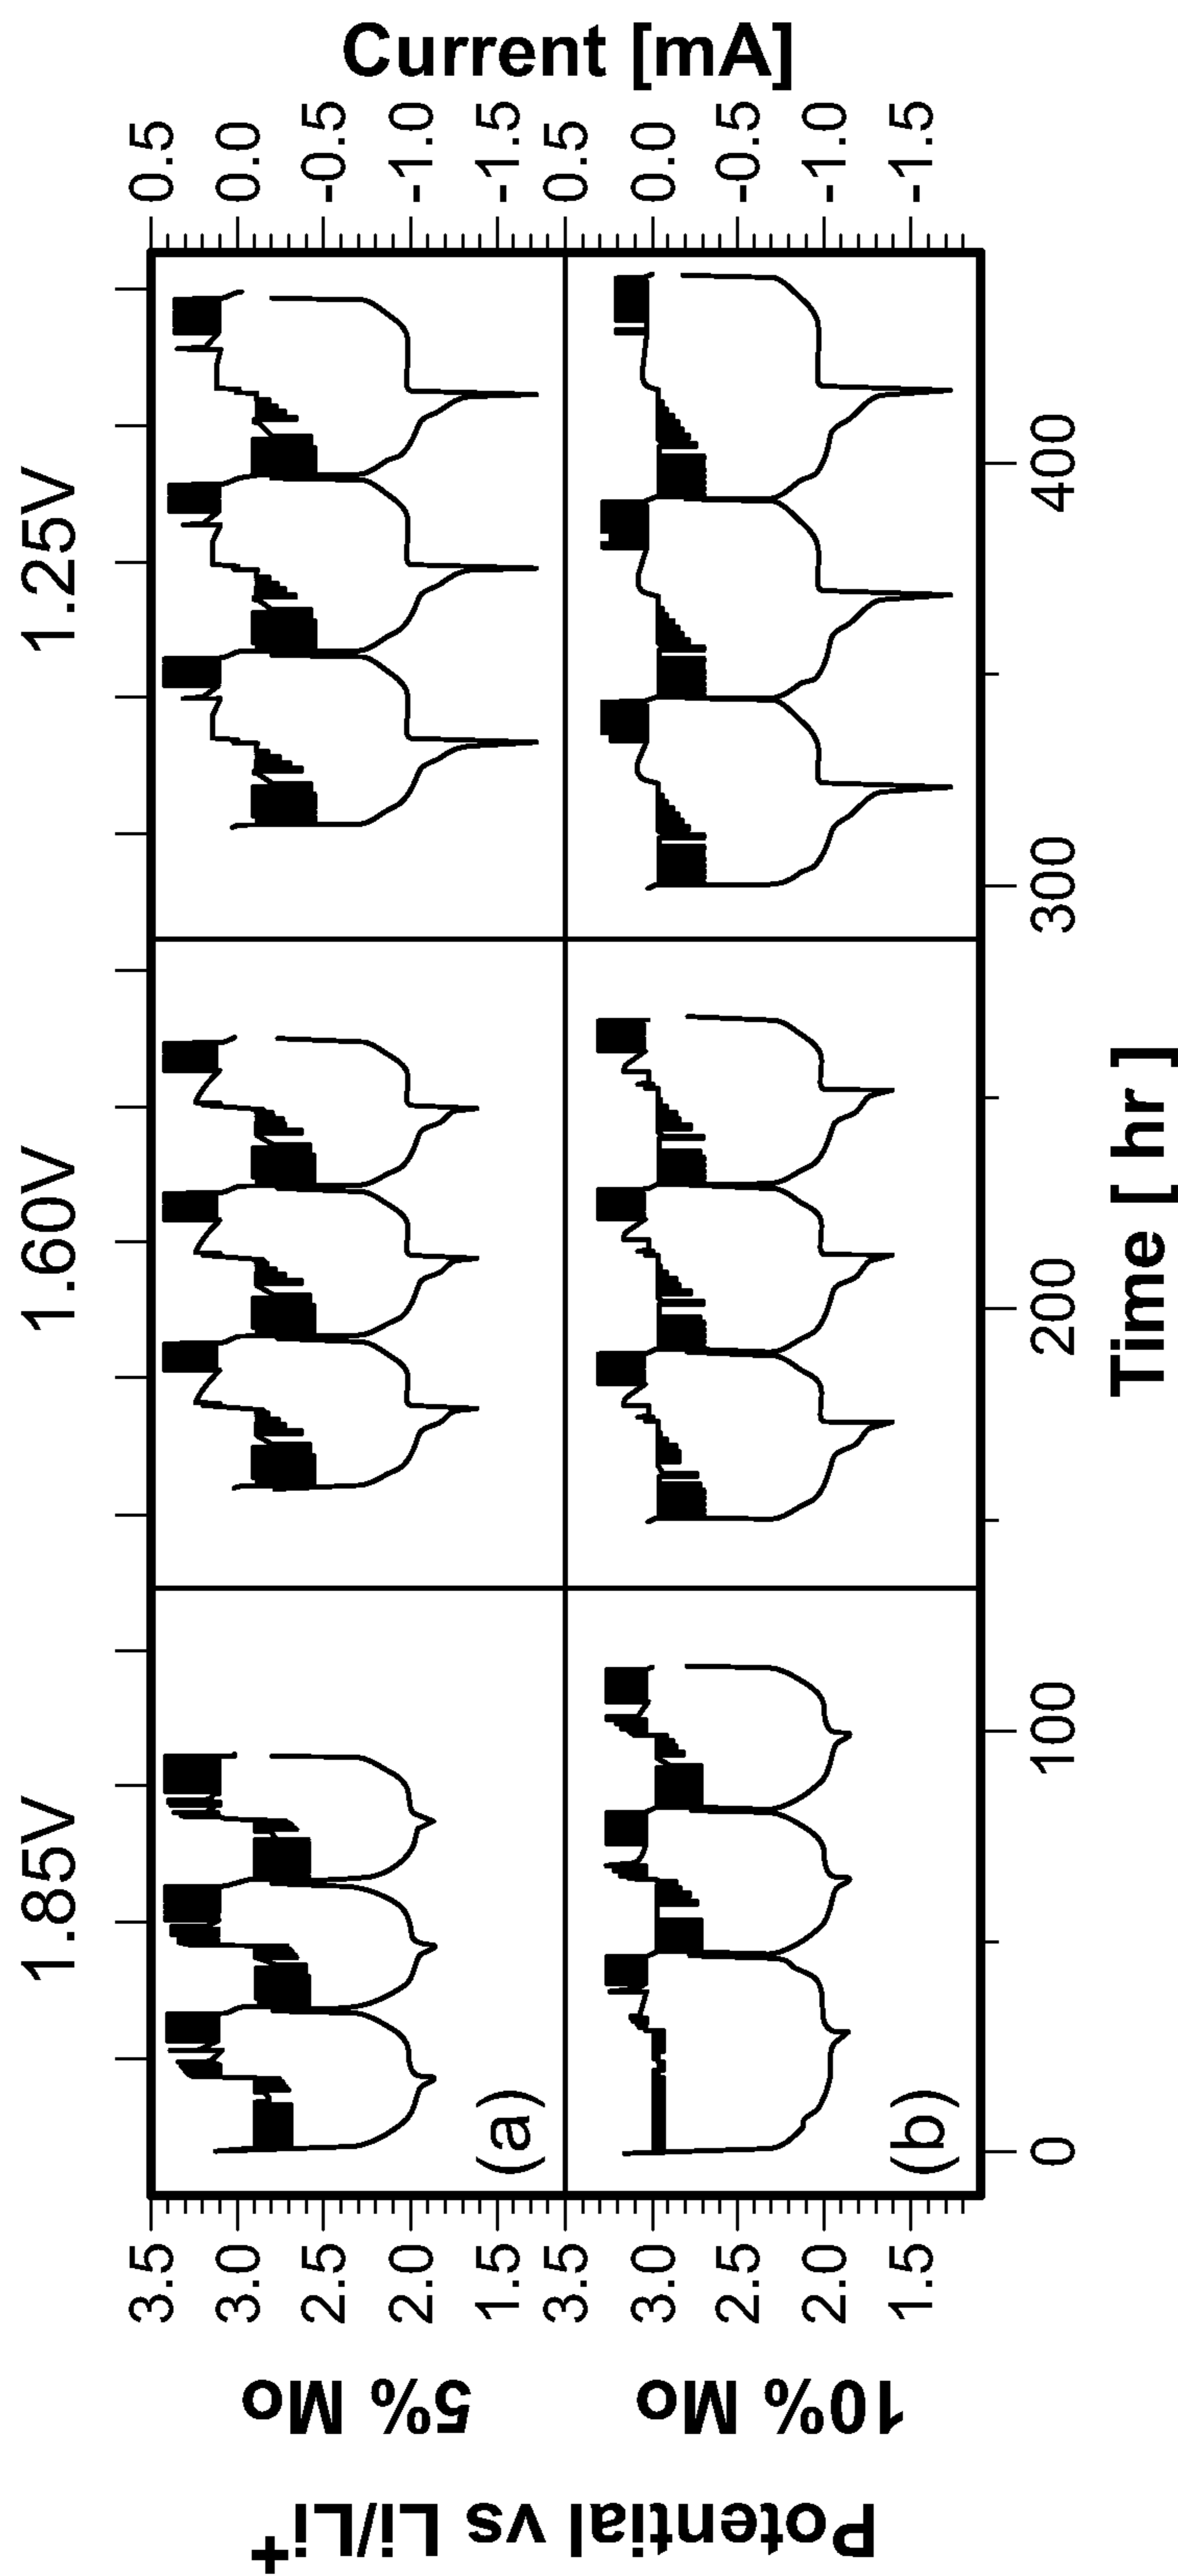 1.85V 1.60V 1.25V
Potential vs Li/Li+
5% Mo
10% Mo
3.5
3.0
2.5
2.0
1.5
3.5
3.0
2.5
2.0
1.5
(a)
(b)
0.5
0.0
-0.5
-1.0
-1.5
0.5
0.0
-0.5
-1.0
-1.5
Current [mA]
0 100 200 300 400
Time [ hr ]